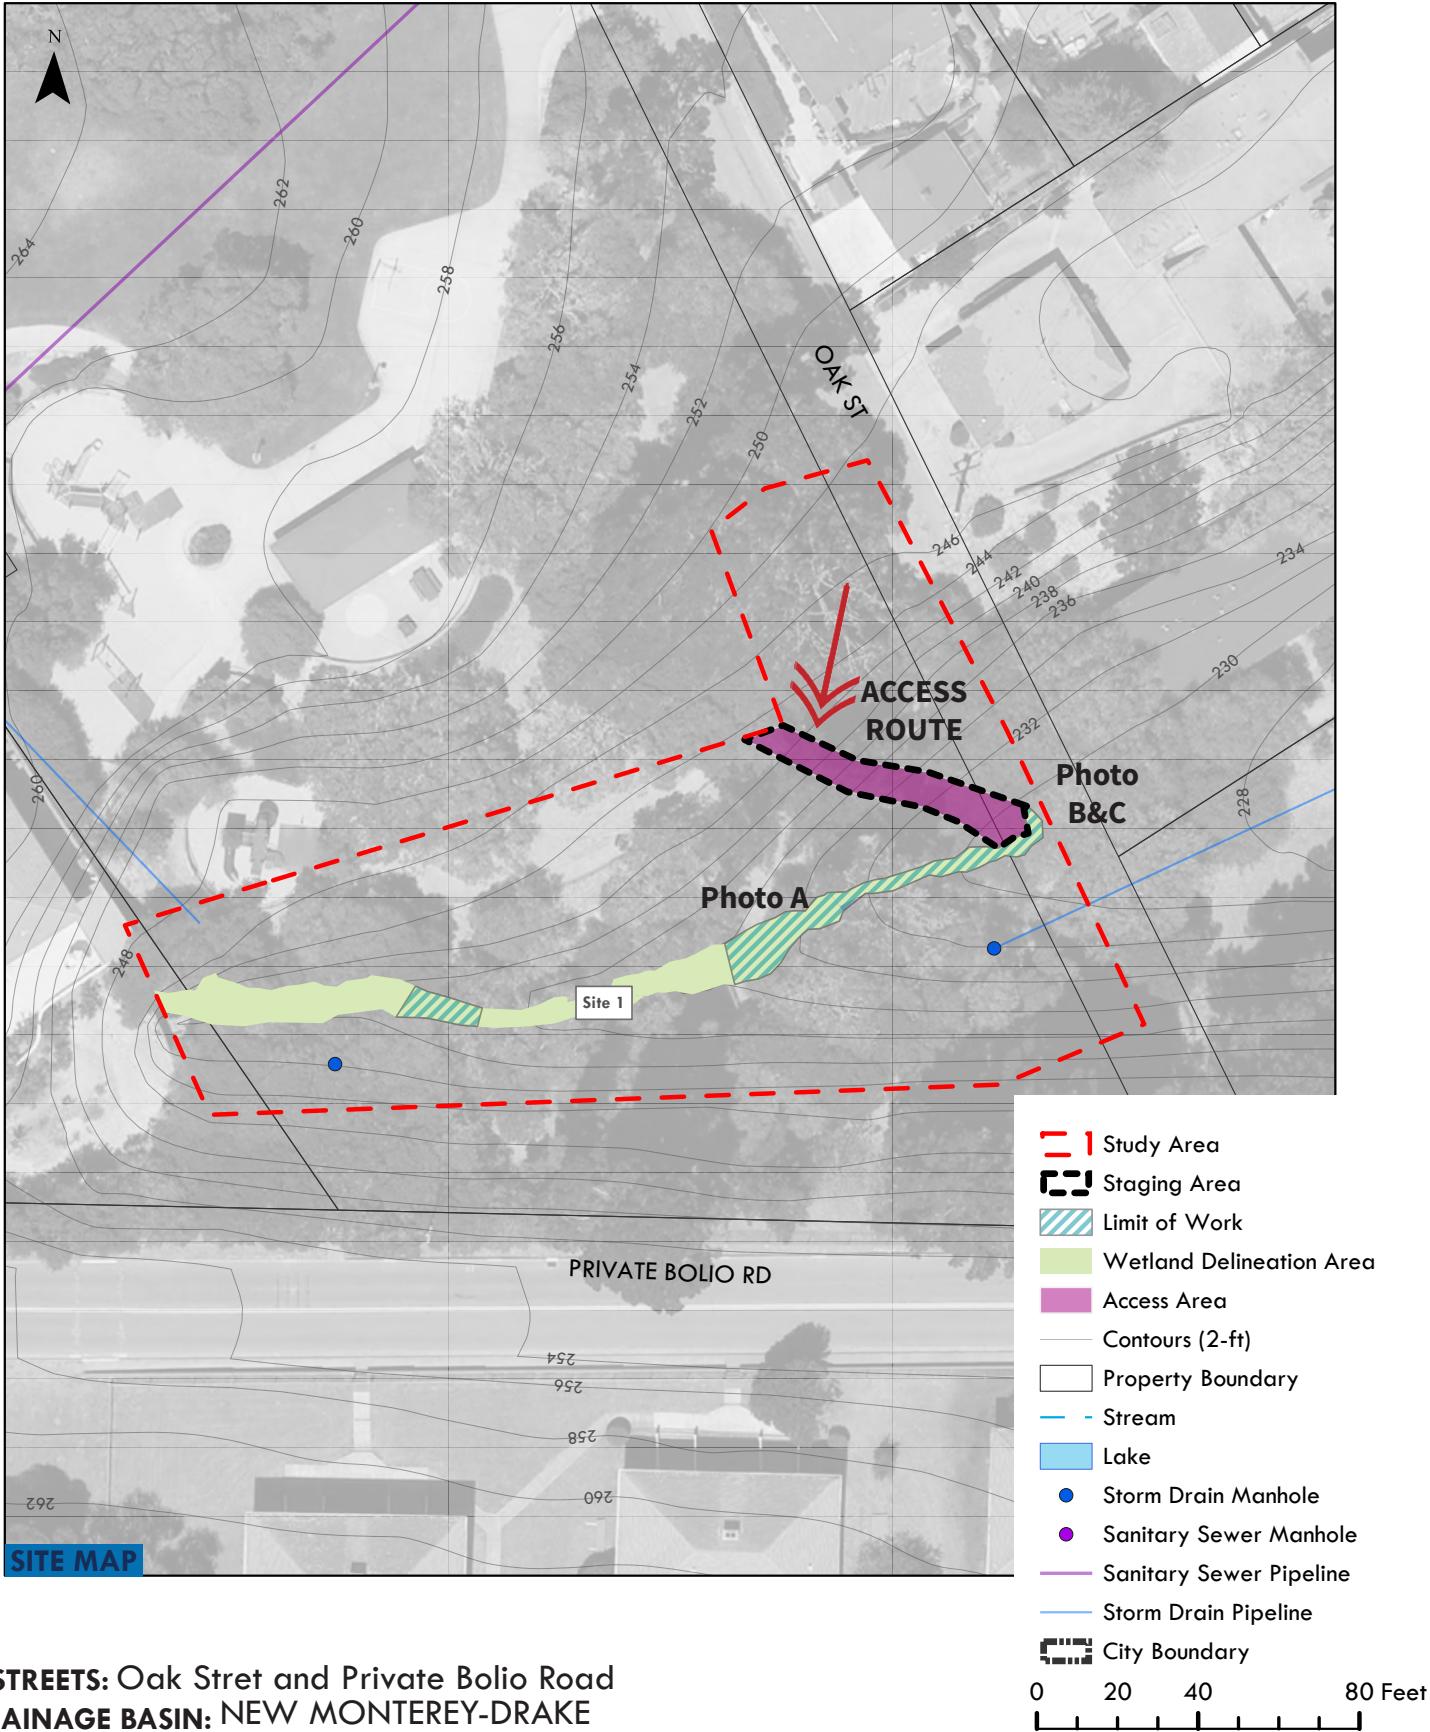 N
264
262
260
258
256
254
252
250
OAK ST
246
244
242
240
238
236
234
230
232
228
ACCESS
ROUTE
Photo
B&C
Photo A
260
248
Site 1
PRIVATE BOLIO RD
254
256
258
260
262
SITE MAP
Study Area
Staging Area
Limit of Work
Wetland Delineation Area
Access Area
Contours (2-ft)
Property Boundary
Stream
Lake
Storm Drain Manhole
Sanitary Sewer Manhole
Sanitary Sewer Pipeline
Storm Drain Pipeline
City Boundary
0 20 40 80 Feet
STREETS: Oak Stret and Private Bolio Road
AINAGE BASIN: NEW MONTEREY-DRAKE